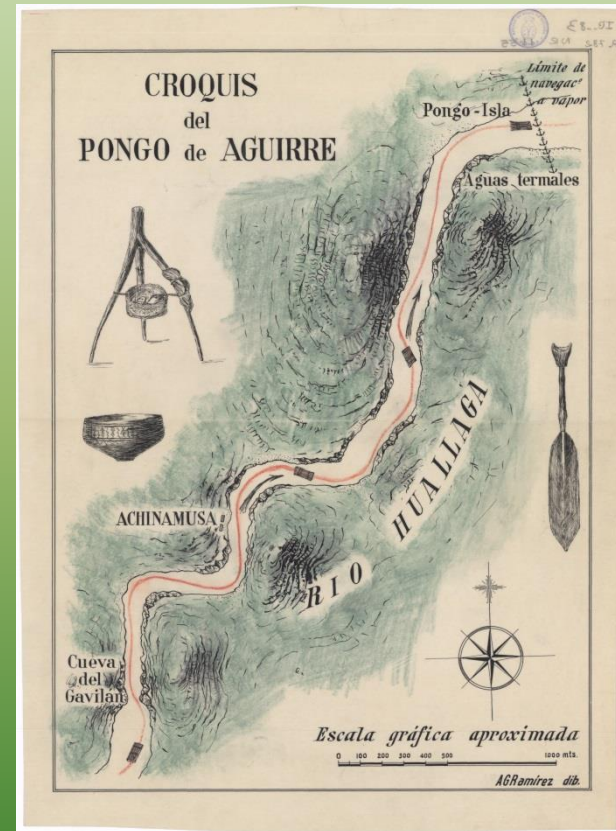 CROQUIS
del
PONGO de AGUIRRE
Límite de
navegacⁿ
a vapor
Pongo-Isla
Aguas termales
HUALLAGA
RIO
ACHINAMUSA
Cueva
del
Gavilán
Escala gráfica aproximada
0 100 200 300 400 500 1000 mts.
AGRamírez dib.